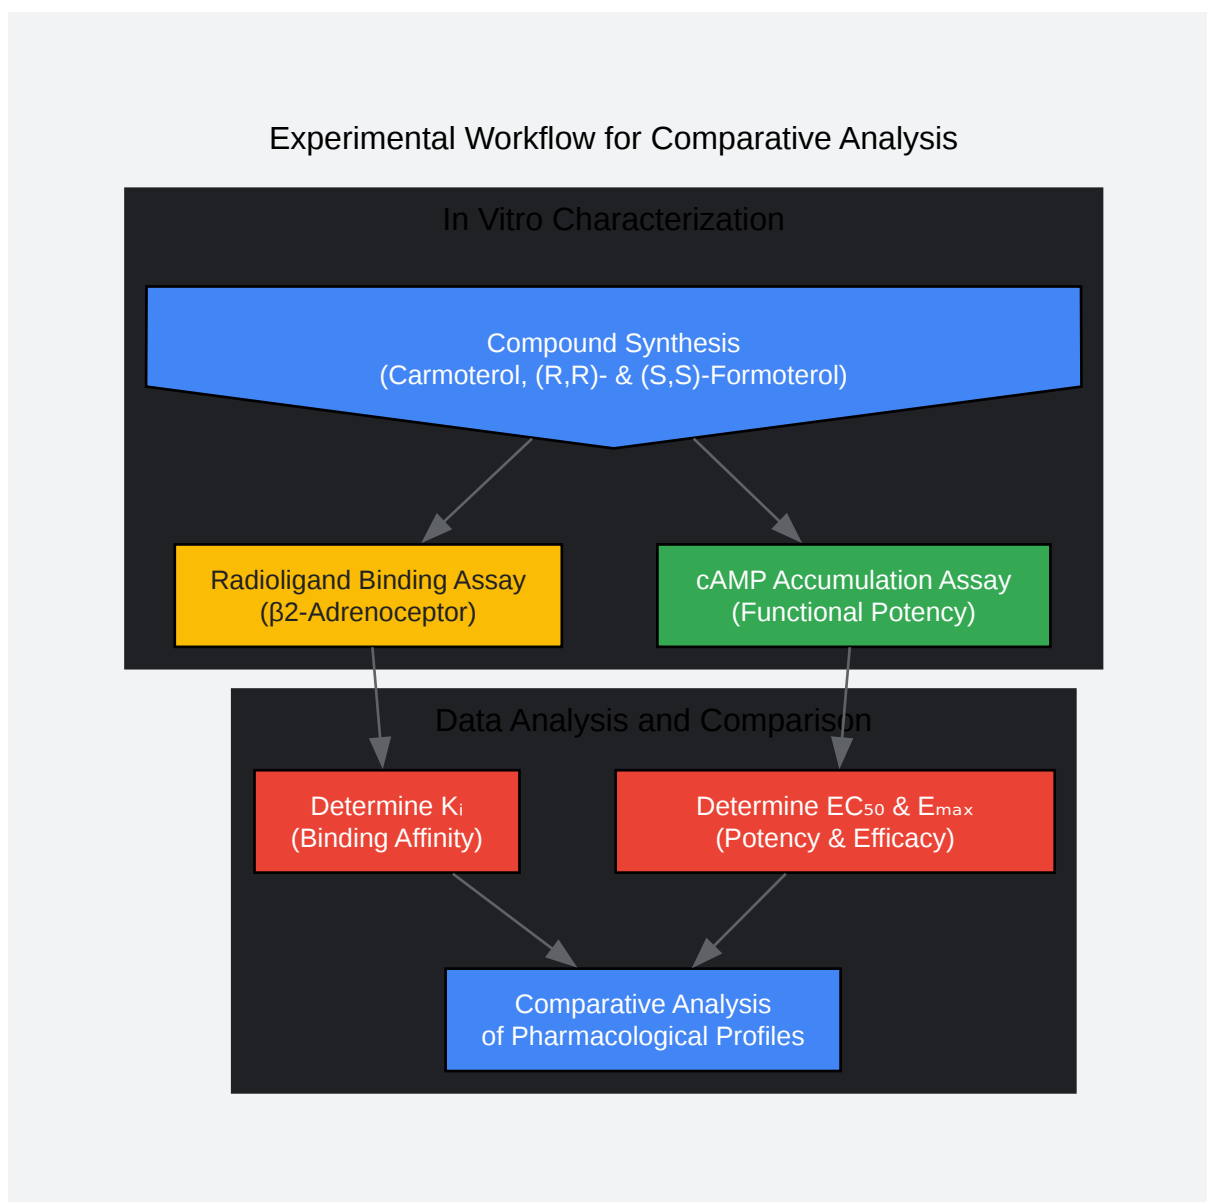 Experimental Workflow for Comparative Analysis
In Vitro Characterization
Compound Synthesis
(Carmoterol, (R,R)- & (S,S)-Formoterol)
Radioligand Binding Assay
(β2-Adrenoceptor)
cAMP Accumulation Assay
(Functional Potency)
Data Analysis and Comparison
Determine Kᵢ
(Binding Affinity)
Determine EC₅₀ & Eₘₐₓ
(Potency & Efficacy)
Comparative Analysis
of Pharmacological Profiles